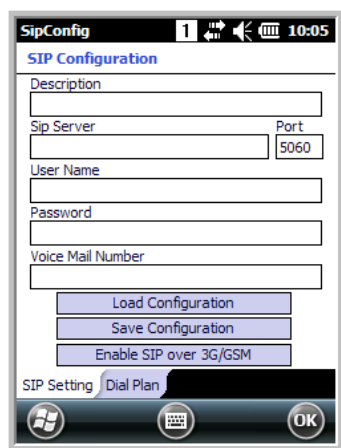 SipConfig 1 10:05
SIP Configuration
Description
Sip Server Port
5060
User Name
Password
Voice Mail Number
Load Configuration
Save Configuration
Enable SIP over 3G/GSM
SIP Setting Dial Plan
OK